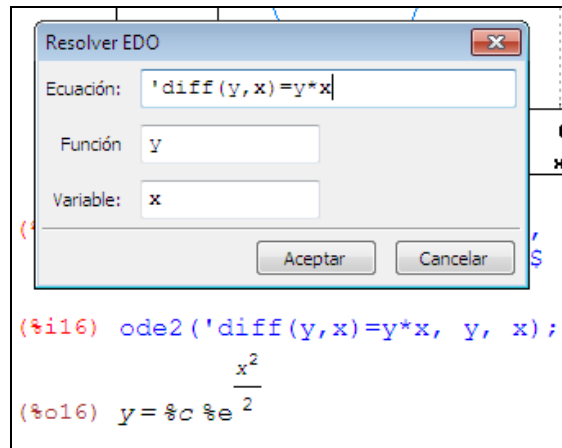 Resolver EDO
Ecuación: 'diff(y,x)=y*x
Función y
Variable: x
Aceptar Cancelar
(%i16) ode2('diff(y,x)=y*x, y, x);
(%o16) y = %c %e^(x^2/2)